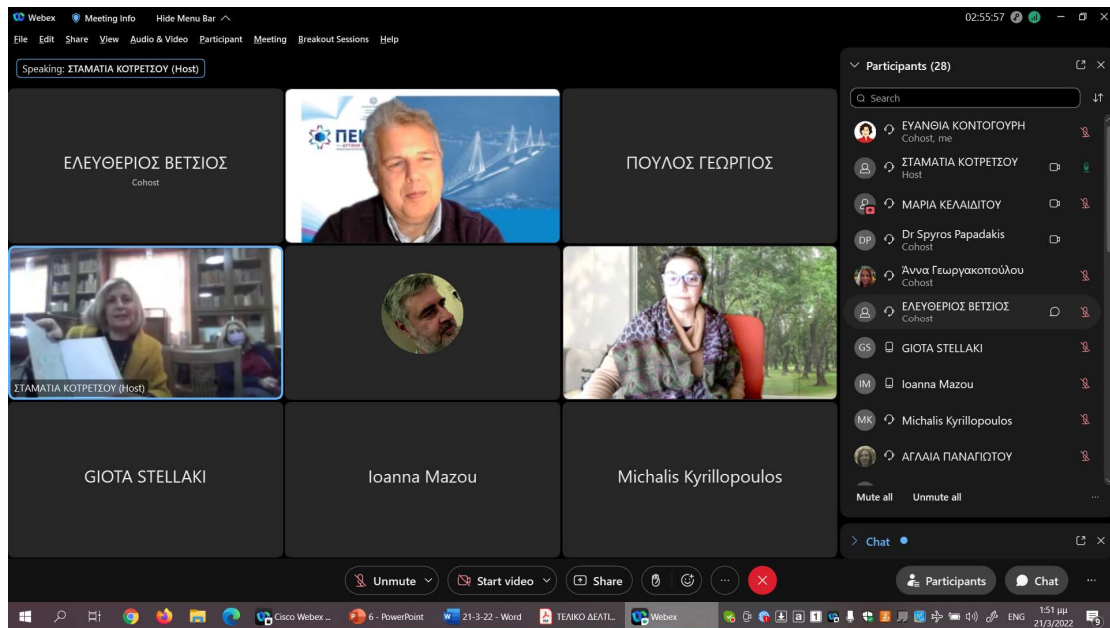 Webex Meeting Info Hide Menu Bar
02:55:57
File Edit Share View Audio & Video Participant Meeting Breakout Sessions Help
Speaking: ΣΤΑΜΑΤΙΑ ΚΟΤΡΕΤΣΟΥ (Host)
ΕΛΕΥΘΕΡΙΟΣ ΒΕΤΣΙΟΣ
Cohost
ΠΕΚ
ΠΟΥΛΟΣ ΓΕΩΡΓΙΟΣ
ΣΤΑΜΑΤΙΑ ΚΟΤΡΕΤΣΟΥ (Host)
GIOTA STELLAKI
Ioanna Mazou
Michalis Kyrillopoulos
Participants (28)
Search
ΕΥΑΝΘΙΑ ΚΟΝΤΟΓΟΥΡΗ
Cohost, me
ΣΤΑΜΑΤΙΑ ΚΟΤΡΕΤΣΟΥ
Host
ΜΑΡΙΑ ΚΕΛΑΙΔΙΤΟΥ
DP Dr Spyros Papadakis
Cohost
Άννα Γεωργακοπούλου
Cohost
ΕΛΕΥΘΕΡΙΟΣ ΒΕΤΣΙΟΣ
Cohost
GS GIOTA STELLAKI
IM Ioanna Mazou
MK Michalis Kyrillopoulos
ΑΓΛΑΙΑ ΠΑΝΑΓΙΩΤΟΥ
Mute all Unmute all
Chat
Unmute Start video Share
Participants Chat
Cisco Webex ... 6 - PowerPoint 21-3-22 - Word ΤΕΛΙΚΟ ΔΕΛΤΙ... Webex
ENG 1:51 μμ
21/3/2022